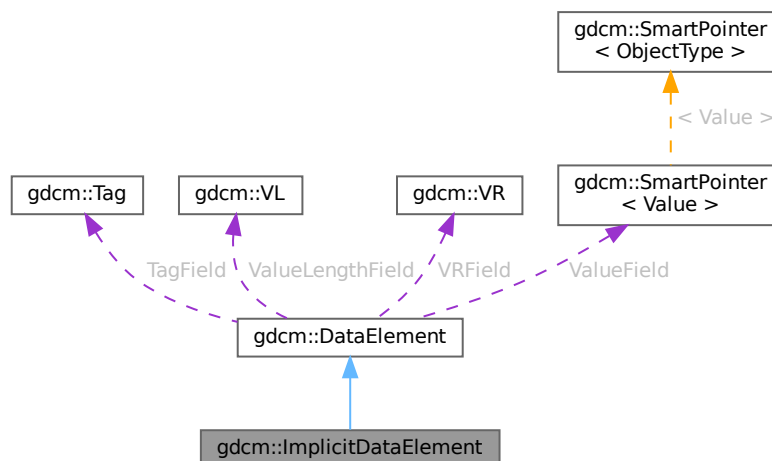 gdcm::SmartPointer
< ObjectType >
< Value >
gdcm::Tag
gdcm::VL
gdcm::VR
gdcm::SmartPointer
< Value >
TagField
ValueLengthField
VRField
ValueField
gdcm::DataElement
gdcm::ImplicitDataElement